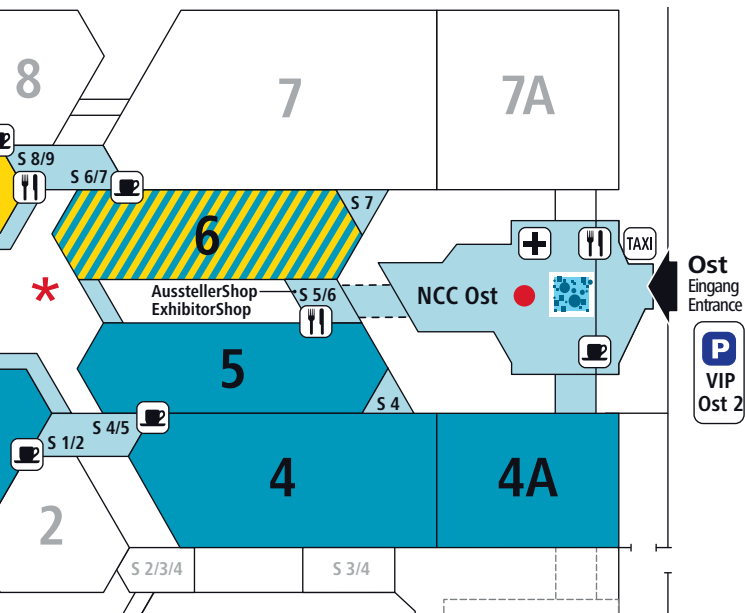 8
7
7A
S 8/9
S 6/7
S 7
6
TAXI
*
AusstellerShop
ExhibitorShop
S 5/6
NCC Ost
Ost
Eingang
Entrance
P
VIP
Ost 2
5
S 4
S 4/5
S 1/2
4
4A
2
S 2/3/4
S 3/4